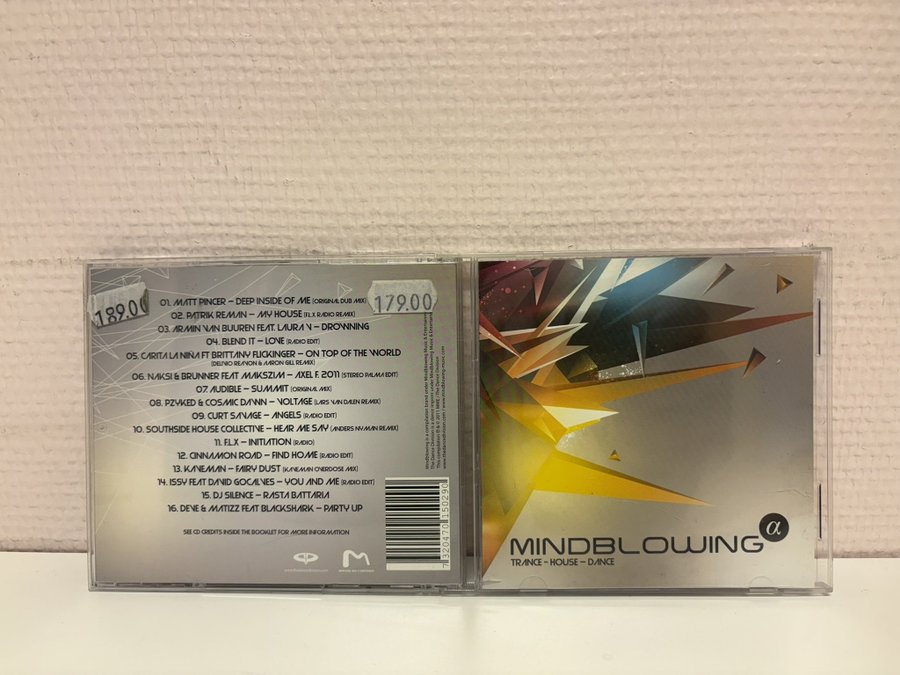 189.00
179.00
01. MATT PINCER – DEEP INSIDE OF ME (ORIGINAL DUB MIX)
02. PATRIK REMAN – MY HOUSE (F.L.X RADIO REMIX)
03. ARMIN VAN BUUREN FEAT. LAURA V – DROWNING
04. BLEND IT – LOVE (RADIO EDIT)
05. CARITA LA NIÑA FT BRITTANY FLICKINGER – ON TOP OF THE WORLD
(DELIVIO REAVON & AARON GILL REMIX)
06. NAKSI & BRUNNER FEAT MAKSZIM – AXEL F. 2011 (STEREO PALMA EDIT)
07. AUDIBLE – SUMMIT (ORIGINAL MIX)
08. PZYKED & COSMIC DAWN – VOLTAGE (LARS VAN DALEN REMIX)
09. CURT SAVAGE – ANGELS (RADIO EDIT)
10. SOUTHSIDE HOUSE COLLECTIVE – HEAR ME SAY (ANDERS NYMAN REMIX)
11. F.L.X – INITIATION (RADIO)
12. CINNAMON ROAD – FIND HOME (RADIO EDIT)
13. KAVEMAN – FAIRY DUST (KAVEMAN OVERDOSE MIX)
14. ISSY FEAT DAVID GOCALVES – YOU AND ME (RADIO EDIT)
15. DJ SILENCE – RASTA BATTARIA
16. DEVE & MATIZZ FEAT BLACKSHARK – PARTY UP
SEE CD CREDITS INSIDE THE BOOKLET FOR MORE INFORMATION
7 320470 150290
MINDBLOWING α
TRANCE – HOUSE – DANCE